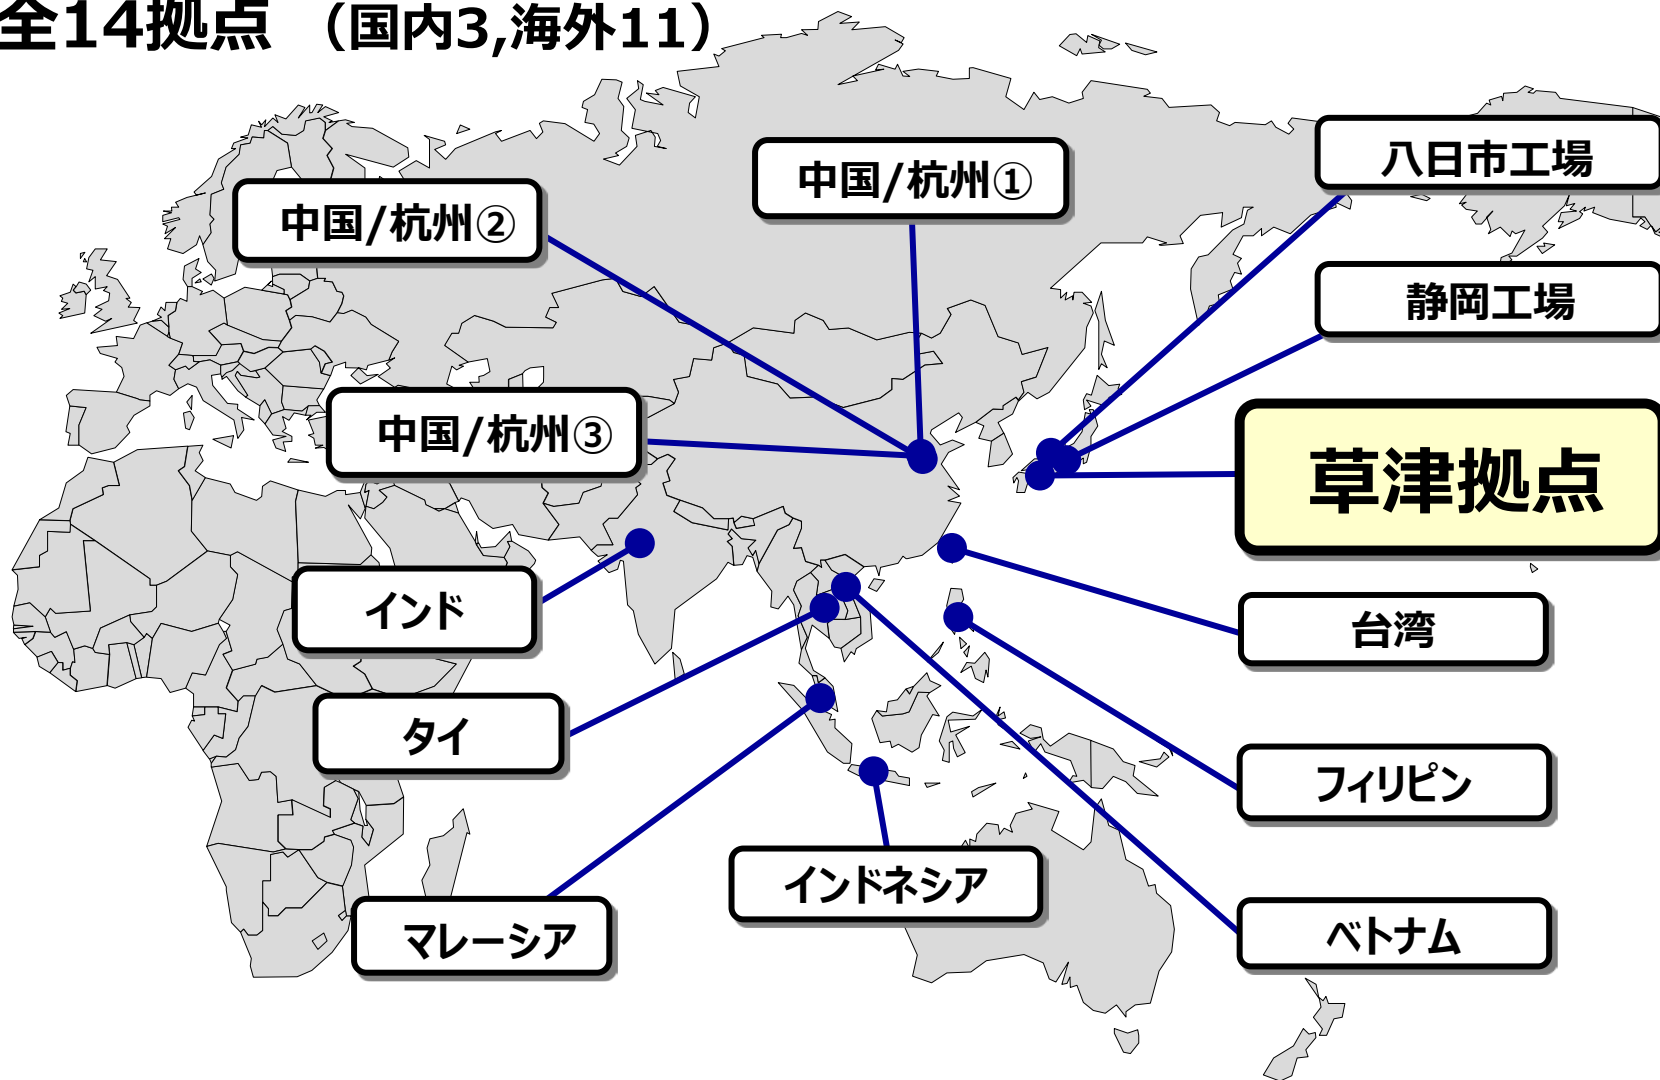 全14拠点 （国内3,海外11）
中国/杭州①
八日市工場
中国/杭州②
静岡工場
中国/杭州③
草津拠点
インド
台湾
タイ
フィリピン
インドネシア
マレーシア
ベトナム